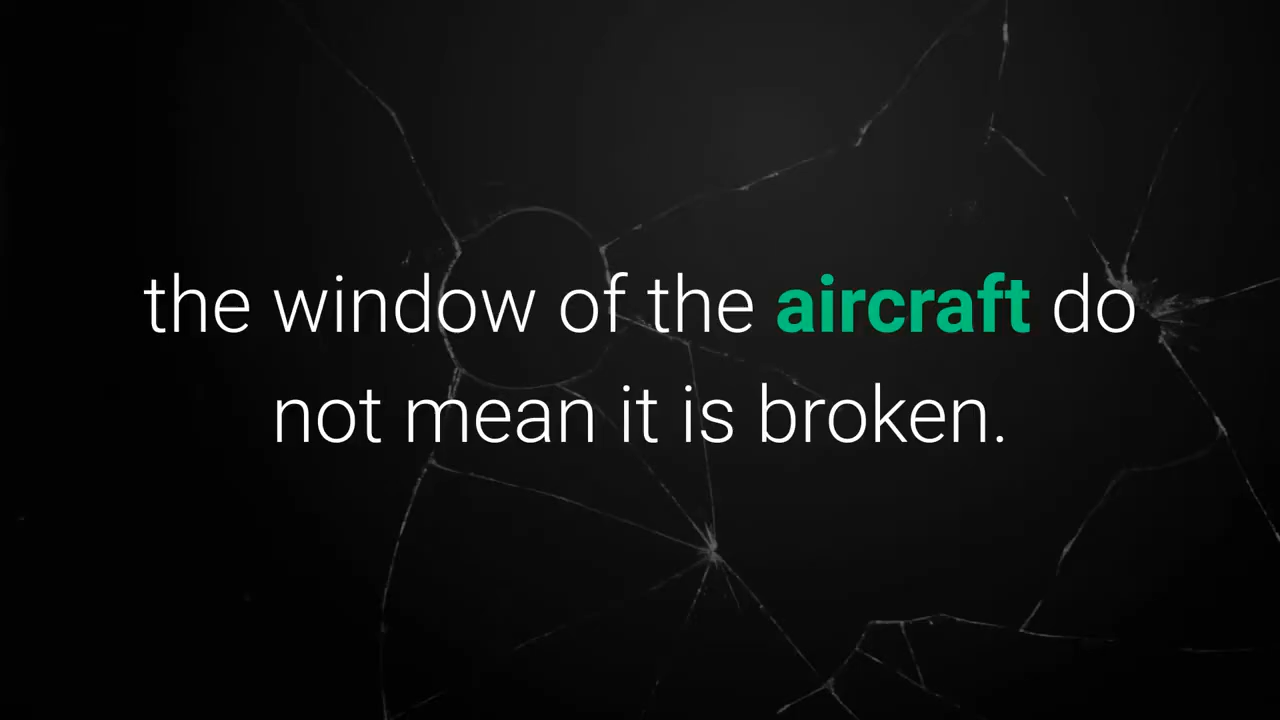 the window of the aircraft do
not mean it is broken.